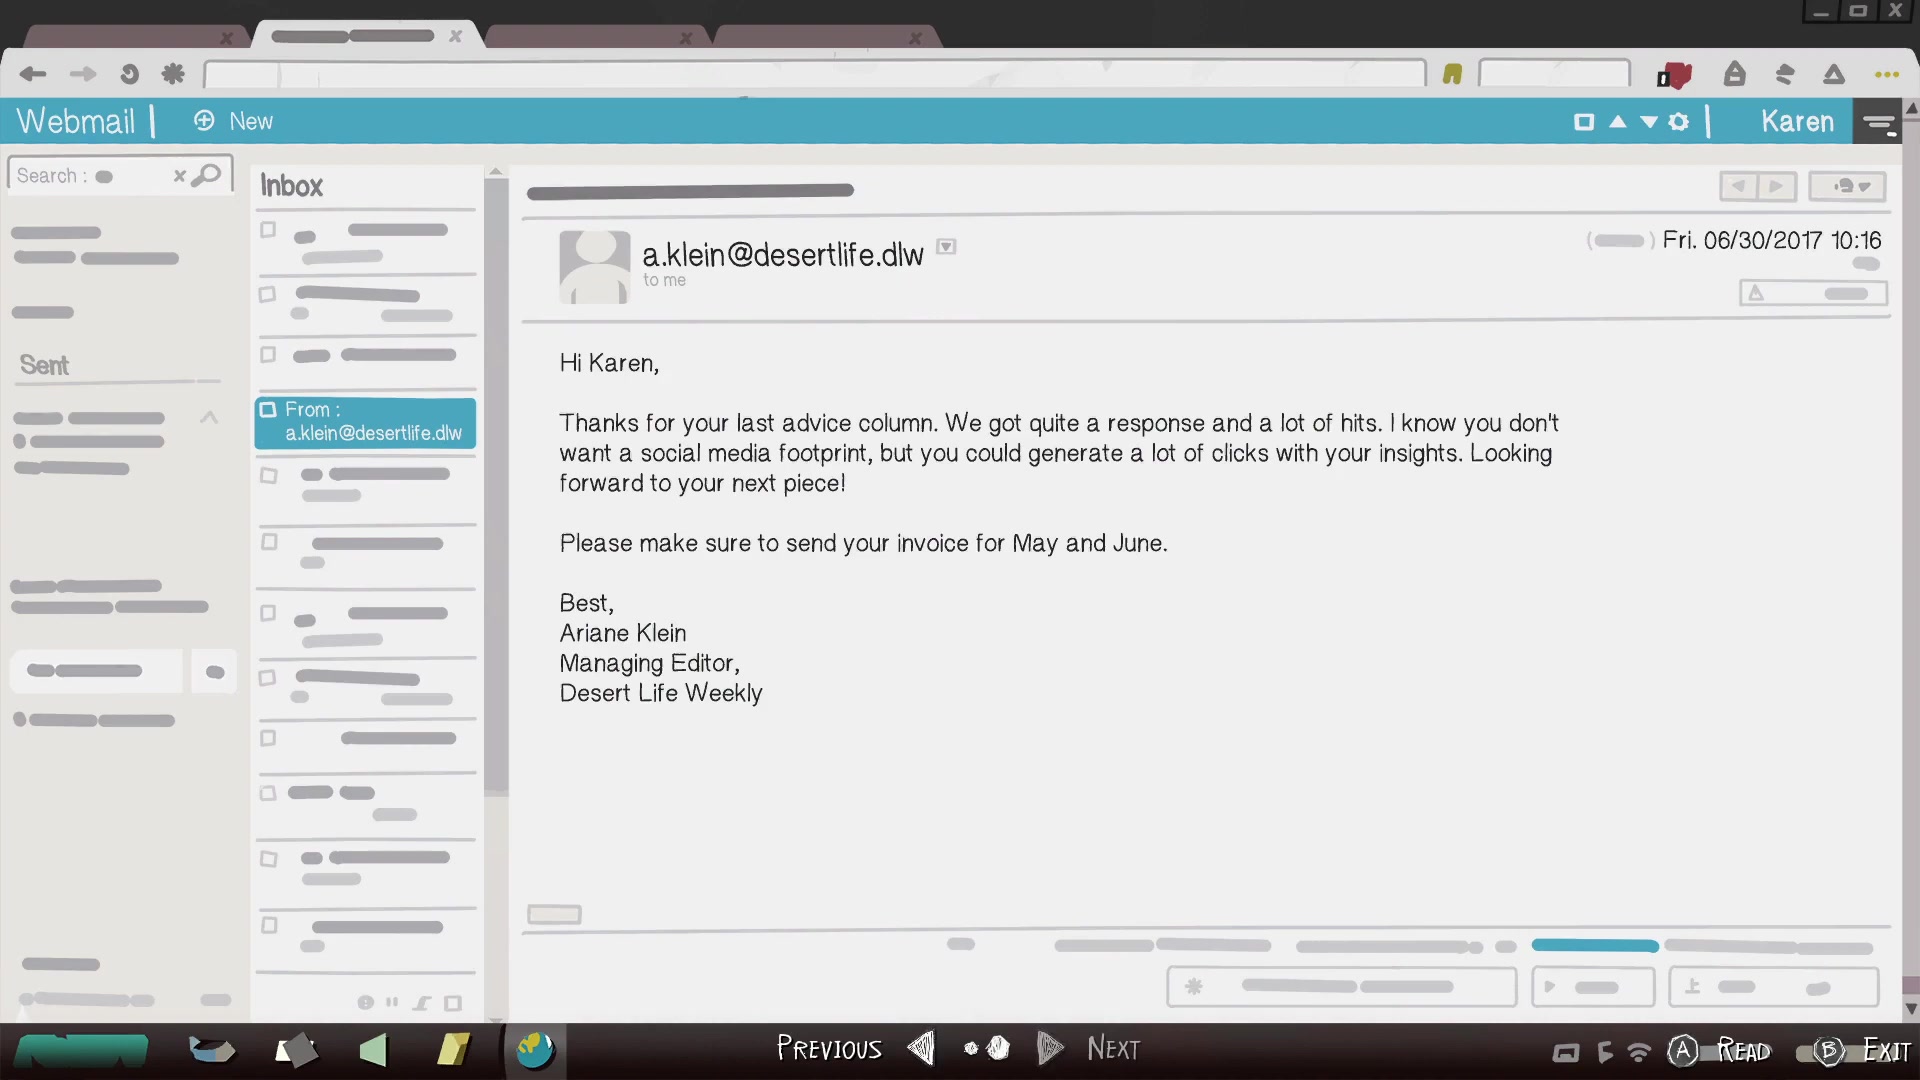 Webmail
New
Karen
Search :
Inbox
Sent
From :
a.klein@desertlife.dlw
a.klein@desertlife.dlw
to me
Fri. 06/30/2017 10:16
Hi Karen,
Thanks for your last advice column. We got quite a response and a lot of hits. I know you don't
want a social media footprint, but you could generate a lot of clicks with your insights. Looking
forward to your next piece!
Please make sure to send your invoice for May and June.
Best,
Ariane Klein
Managing Editor,
Desert Life Weekly
PREVIOUS
NEXT
A READ
B EXIT